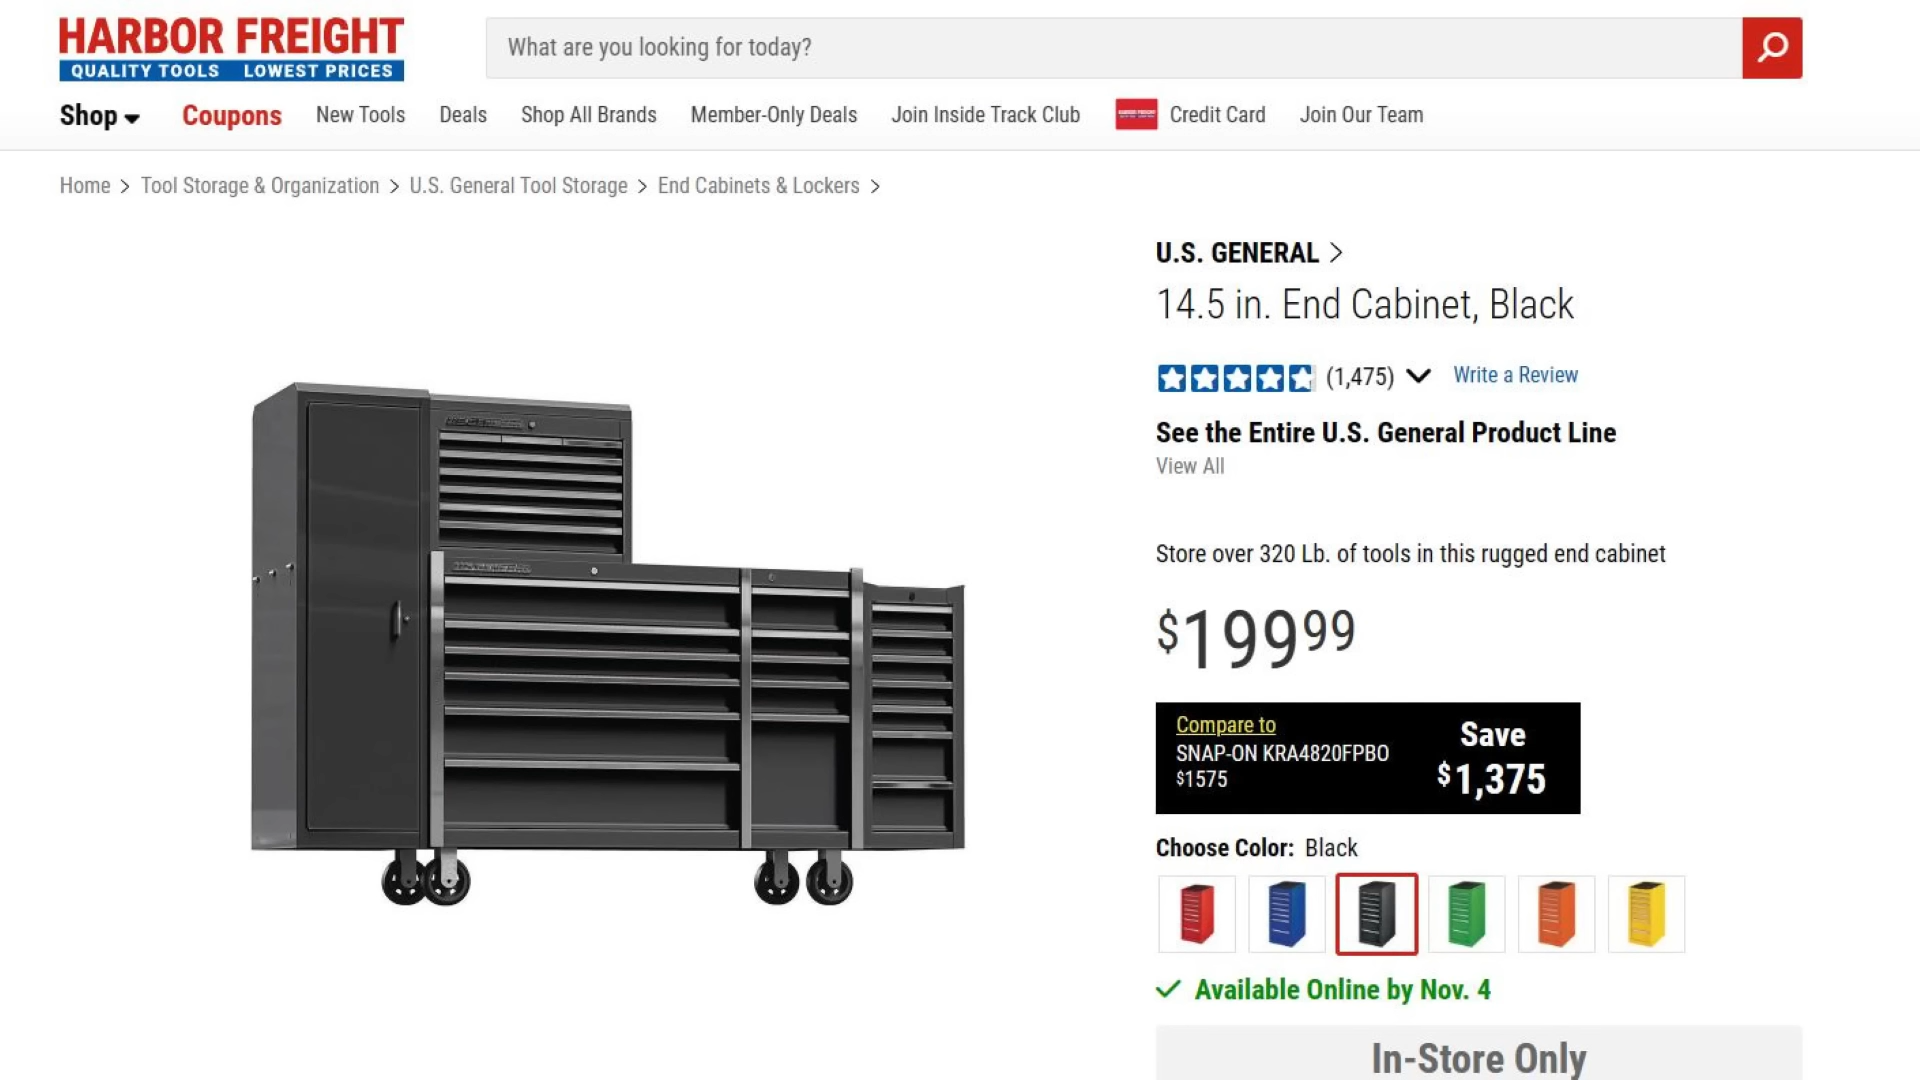 HARBOR FREIGHT
QUALITY TOOLS LOWEST PRICES
What are you looking for today?
Shop
Coupons
New Tools
Deals
Shop All Brands
Member-Only Deals
Join Inside Track Club
Credit Card
Join Our Team
Home > Tool Storage & Organization > U.S. General Tool Storage > End Cabinets & Lockers >
U.S. GENERAL >
14.5 in. End Cabinet, Black
(1,475)
Write a Review
See the Entire U.S. General Product Line
View All
Store over 320 Lb. of tools in this rugged end cabinet
$199 99
Compare to
SNAP-ON KRA4820FPBO
$1575
Save
$1,375
Choose Color: Black
Available Online by Nov. 4
In-Store Only